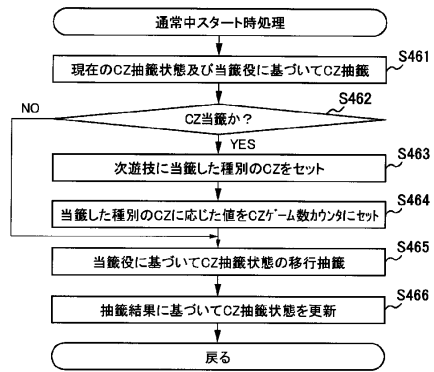 通常中スタート時処理
S461
現在のCZ抽籤状態及び当籤役に基づいてCZ抽籤
S462
NO
CZ当籤か?
YES
S463
次遊技に当籤した種別のCZをセット
S464
当籤した種別のCZに応じた値をCZｹﾞｰﾑ数カウンタにセット
S465
当籤役に基づいてCZ抽籤状態の移行抽籤
S466
抽籤結果に基づいてCZ抽籤状態を更新
戻る